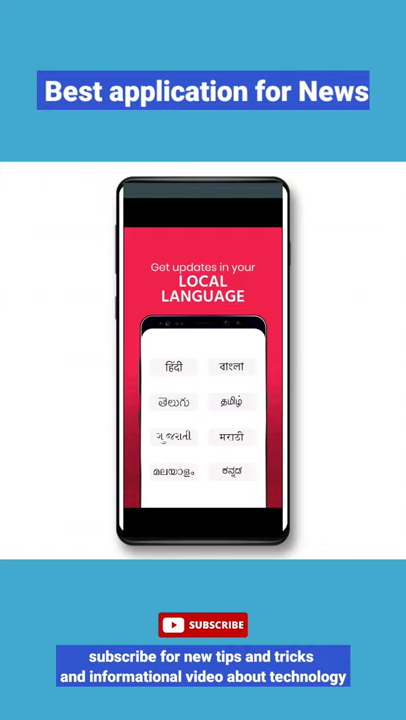 Best application for News
Get updates in your
LOCAL
LANGUAGE
हिंदी
বাংলা
తెలుగు
தமிழ்
ગુજરાતી
मराठी
മലയാളം
ಕನ್ನಡ
SUBSCRIBE
subscribe for new tips and tricks
and informational video about technology